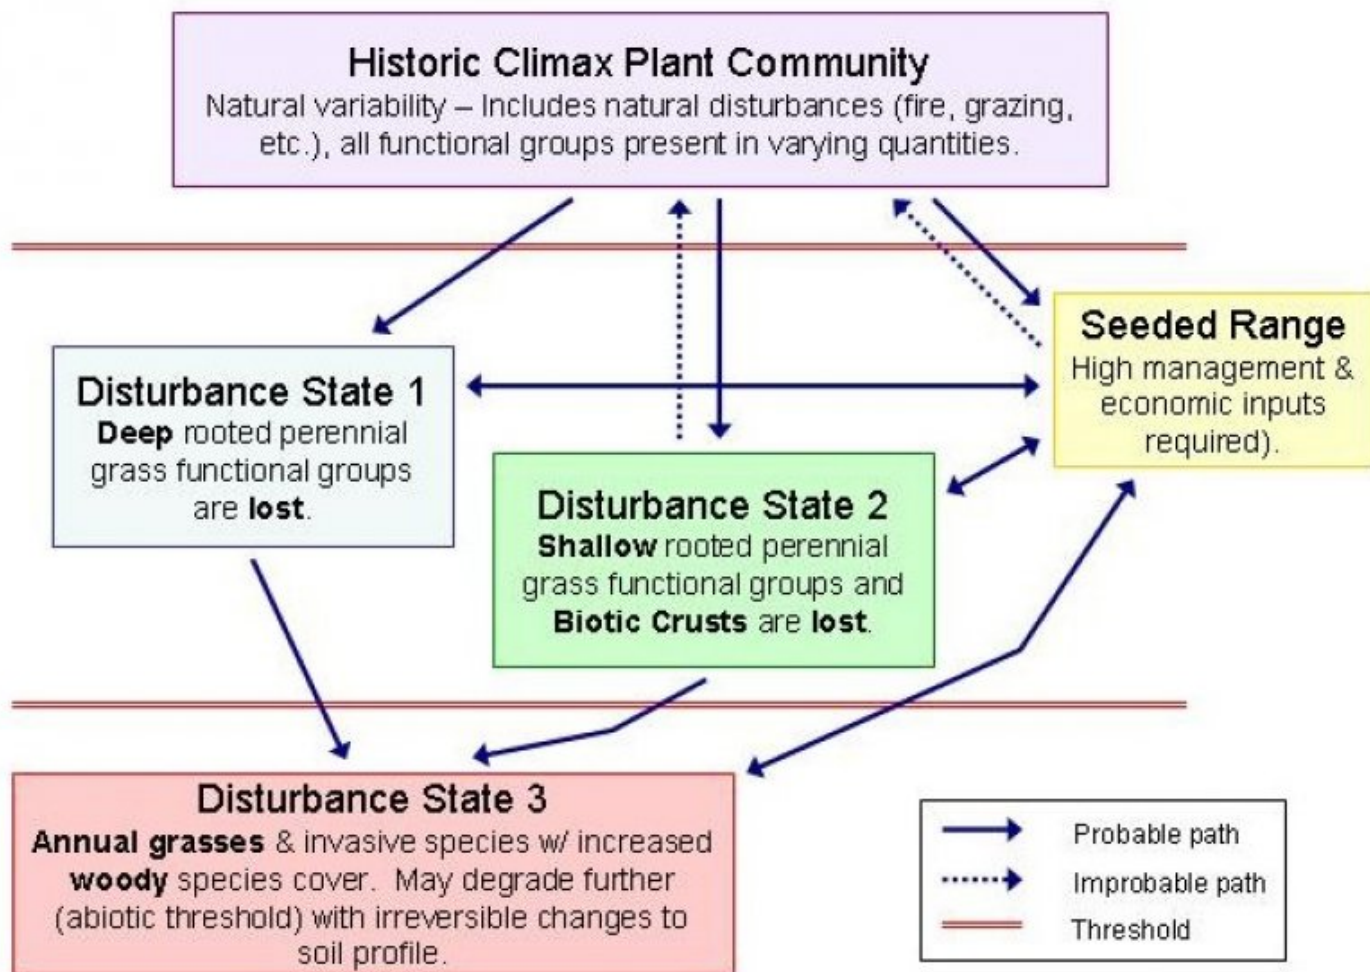 Historic Climax Plant Community
Natural variability – Includes natural disturbances (fire, grazing,
etc.), all functional groups present in varying quantities.
Seeded Range
High management &
economic inputs
required).
Disturbance State 1
Deep rooted perennial
grass functional groups
are lost.
Disturbance State 2
Shallow rooted perennial
grass functional groups and
Biotic Crusts are lost.
Disturbance State 3
Annual grasses & invasive species w/ increased
woody species cover. May degrade further
(abiotic threshold) with irreversible changes to
soil profile.
Probable path
Improbable path
Threshold